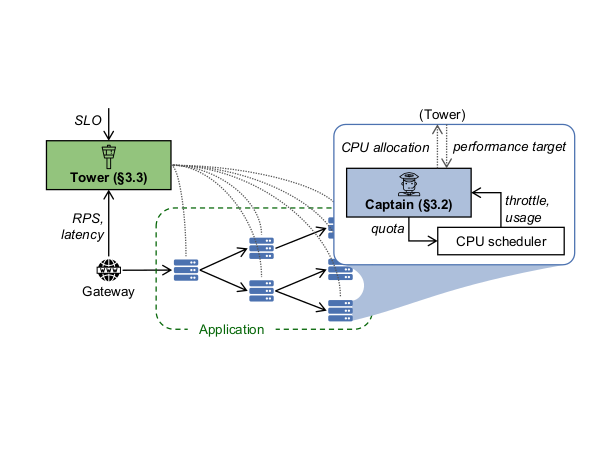 SLO
Tower (§3.3)
RPS,
latency
WWW
Gateway
Application
(Tower)
CPU allocation
performance target
Captain (§3.2)
throttle,
usage
quota
CPU scheduler